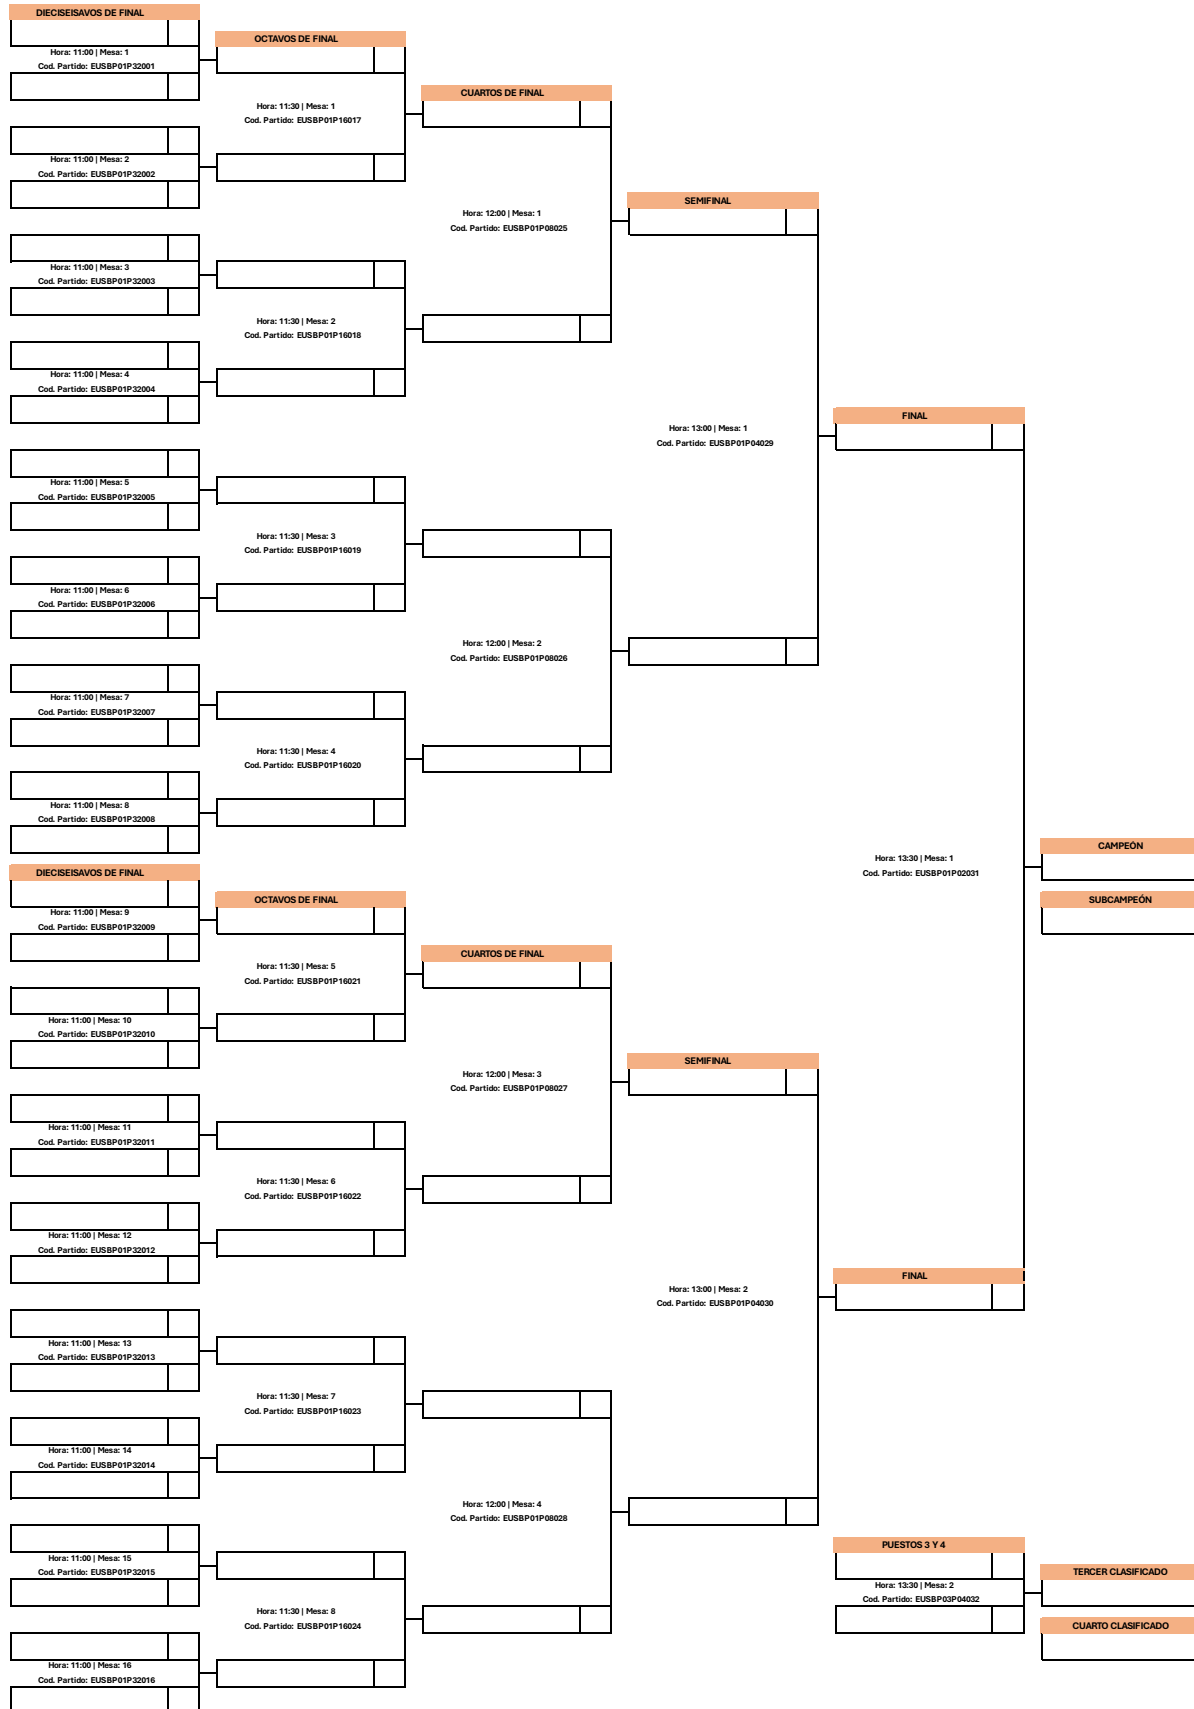 DIECISEISAVOS DE FINAL
Hora: 11:00 | Mesa: 1
Cod. Partido: EUSBP01P32001
Hora: 11:00 | Mesa: 2
Cod. Partido: EUSBP01P32002
Hora: 11:00 | Mesa: 3
Cod. Partido: EUSBP01P32003
Hora: 11:00 | Mesa: 4
Cod. Partido: EUSBP01P32004
Hora: 11:00 | Mesa: 5
Cod. Partido: EUSBP01P32005
Hora: 11:00 | Mesa: 6
Cod. Partido: EUSBP01P32006
Hora: 11:00 | Mesa: 7
Cod. Partido: EUSBP01P32007
Hora: 11:00 | Mesa: 8
Cod. Partido: EUSBP01P32008
OCTAVOS DE FINAL
Hora: 11:30 | Mesa: 1
Cod. Partido: EUSBP01P16017
Hora: 11:30 | Mesa: 2
Cod. Partido: EUSBP01P16018
Hora: 11:30 | Mesa: 3
Cod. Partido: EUSBP01P16019
Hora: 11:30 | Mesa: 4
Cod. Partido: EUSBP01P16020
CUARTOS DE FINAL
Hora: 12:00 | Mesa: 1
Cod. Partido: EUSBP01P08025
Hora: 12:00 | Mesa: 2
Cod. Partido: EUSBP01P08026
SEMIFINAL
Hora: 13:00 | Mesa: 1
Cod. Partido: EUSBP01P04029
FINAL
Hora: 13:30 | Mesa: 1
Cod. Partido: EUSBP01P02031
CAMPEÓN
SUBCAMPEÓN
DIECISEISAVOS DE FINAL
Hora: 11:00 | Mesa: 9
Cod. Partido: EUSBP01P32009
Hora: 11:00 | Mesa: 10
Cod. Partido: EUSBP01P32010
Hora: 11:00 | Mesa: 11
Cod. Partido: EUSBP01P32011
Hora: 11:00 | Mesa: 12
Cod. Partido: EUSBP01P32012
Hora: 11:00 | Mesa: 13
Cod. Partido: EUSBP01P32013
Hora: 11:00 | Mesa: 14
Cod. Partido: EUSBP01P32014
Hora: 11:00 | Mesa: 15
Cod. Partido: EUSBP01P32015
Hora: 11:00 | Mesa: 16
Cod. Partido: EUSBP01P32016
OCTAVOS DE FINAL
Hora: 11:30 | Mesa: 5
Cod. Partido: EUSBP01P16021
Hora: 11:30 | Mesa: 6
Cod. Partido: EUSBP01P16022
Hora: 11:30 | Mesa: 7
Cod. Partido: EUSBP01P16023
Hora: 11:30 | Mesa: 8
Cod. Partido: EUSBP01P16024
CUARTOS DE FINAL
Hora: 12:00 | Mesa: 3
Cod. Partido: EUSBP01P08027
Hora: 12:00 | Mesa: 4
Cod. Partido: EUSBP01P08028
SEMIFINAL
Hora: 13:00 | Mesa: 2
Cod. Partido: EUSBP01P04030
FINAL
PUESTOS 3 Y 4
Hora: 13:30 | Mesa: 2
Cod. Partido: EUSBP03P04032
TERCER CLASIFICADO
CUARTO CLASIFICADO